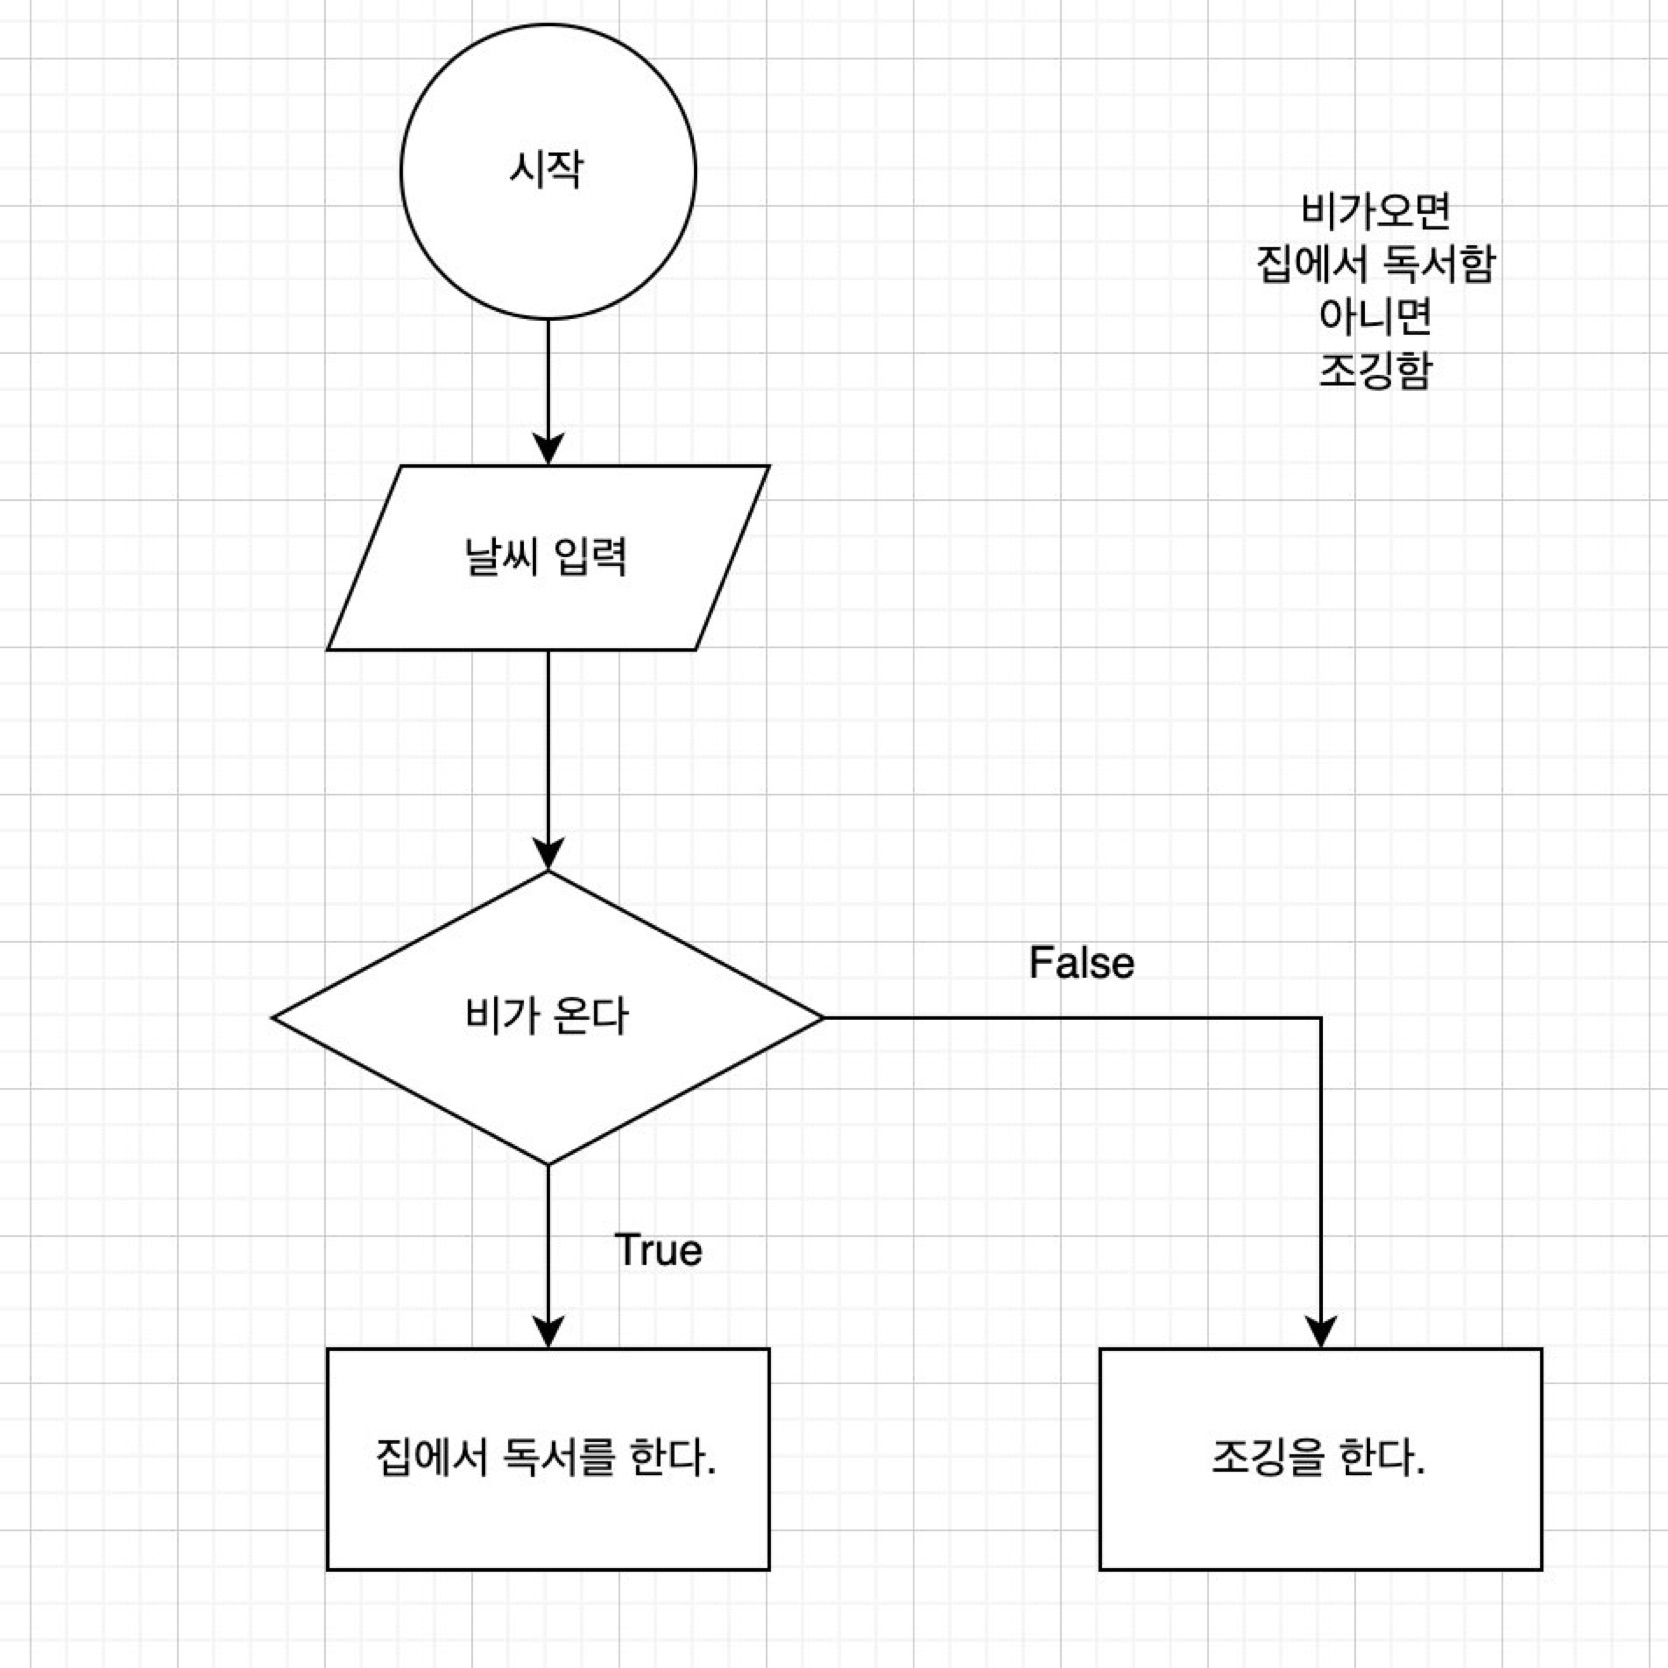 시작
비가오면
집에서 독서함
아니면
조깅함
날씨 입력
비가 온다
False
True
집에서 독서를 한다.
조깅을 한다.